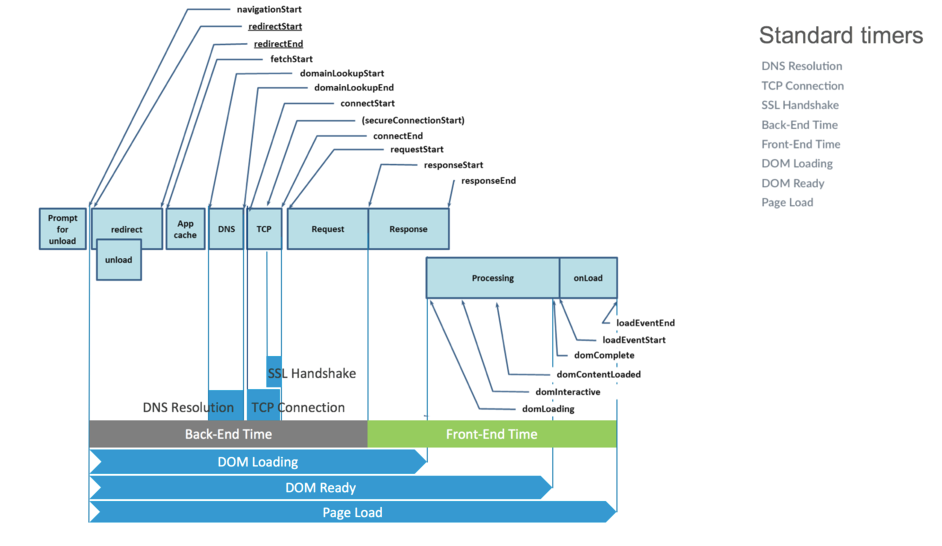 navigationStart
redirectStart
redirectEnd
fetchStart
domainLookupStart
domainLookupEnd
connectStart
(secureConnectionStart)
connectEnd
requestStart
responseStart
responseEnd
Prompt
for
unload
redirect
unload
App
cache
DNS
TCP
Request
Response
Processing
onLoad
loadEventEnd
loadEventStart
domComplete
domContentLoaded
domInteractive
domLoading
SSL Handshake
DNS Resolution
TCP Connection
Back-End Time
Front-End Time
DOM Loading
DOM Ready
Page Load
Standard timers
DNS Resolution
TCP Connection
SSL Handshake
Back-End Time
Front-End Time
DOM Loading
DOM Ready
Page Load